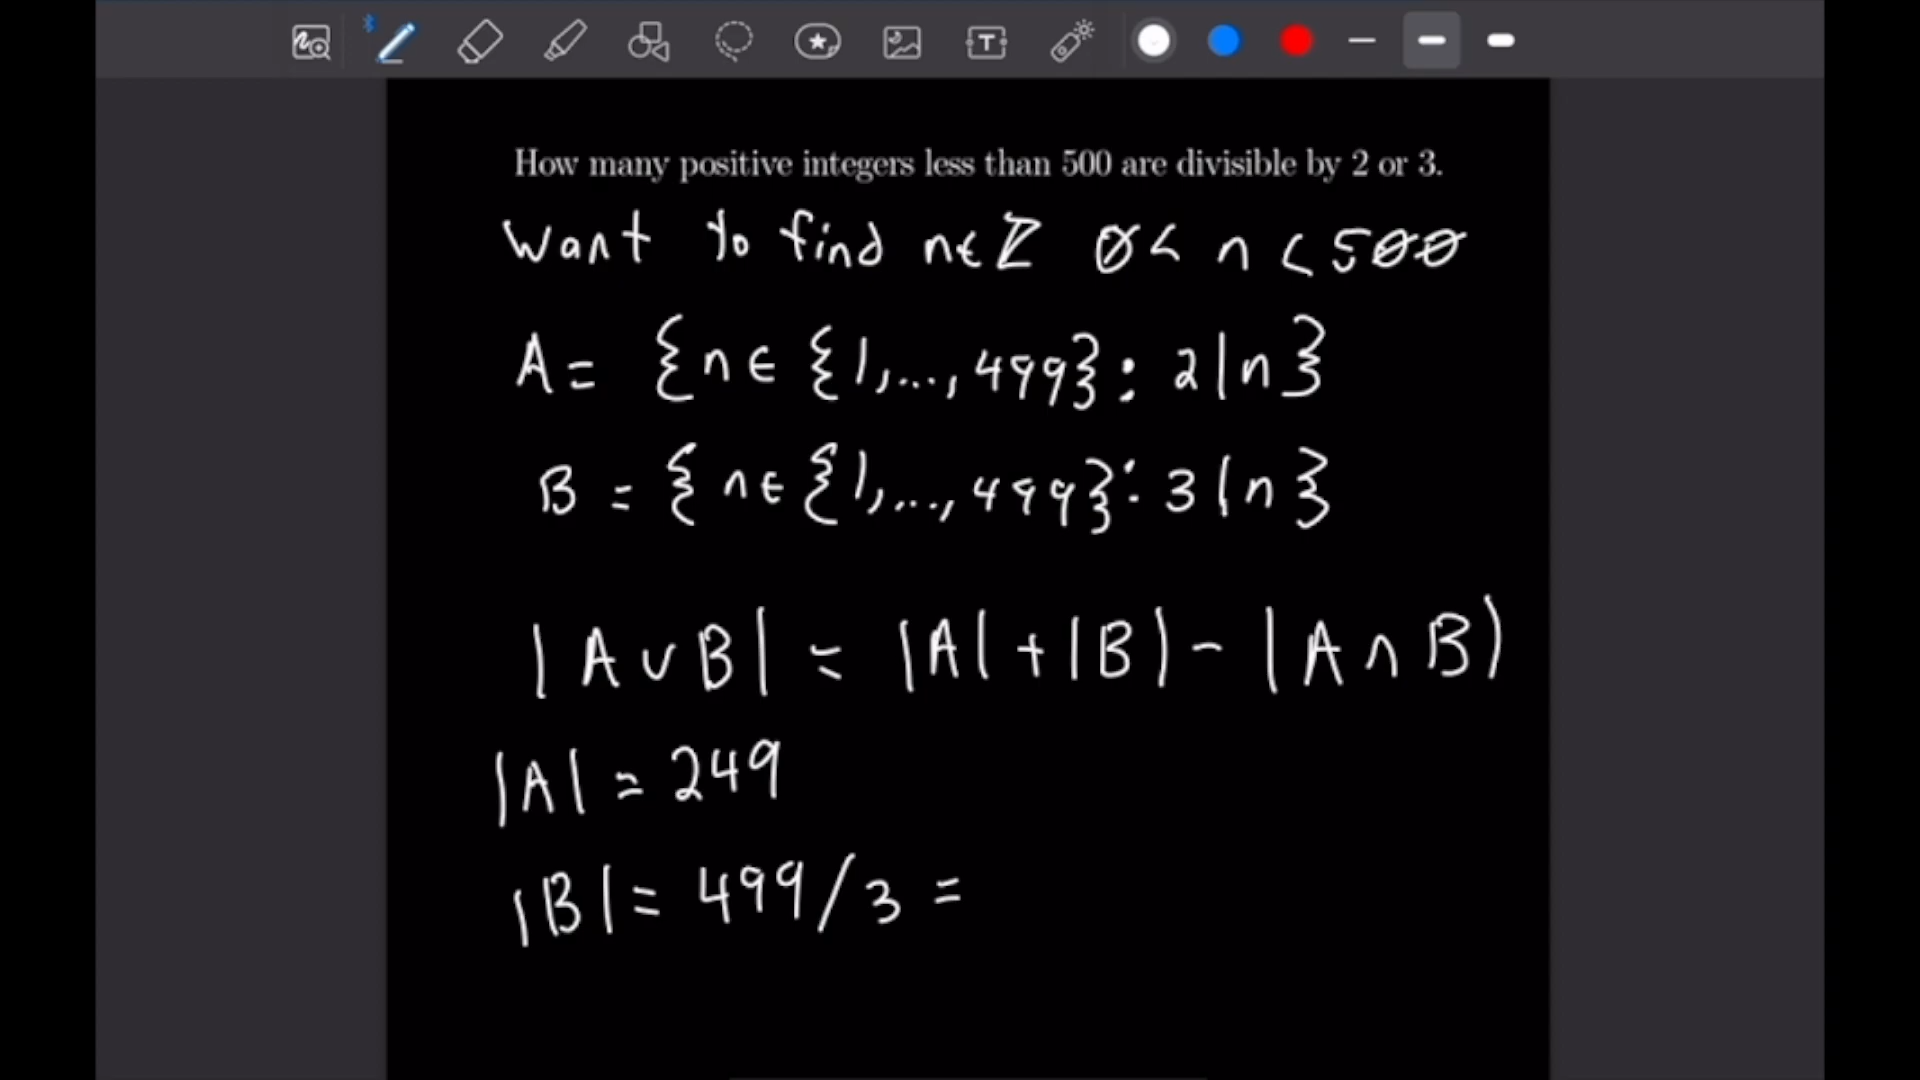 How many positive integers less than 500 are divisible by 2 or 3.
Want to find n∈Z 0< n <500
A= {n∈ {1,...,499}: 2|n}
B = {n∈ {1,...,499}: 3|n}
|A∪B| = |A|+|B|-|A∩B|
|A| = 249
|B| = 499/3 =